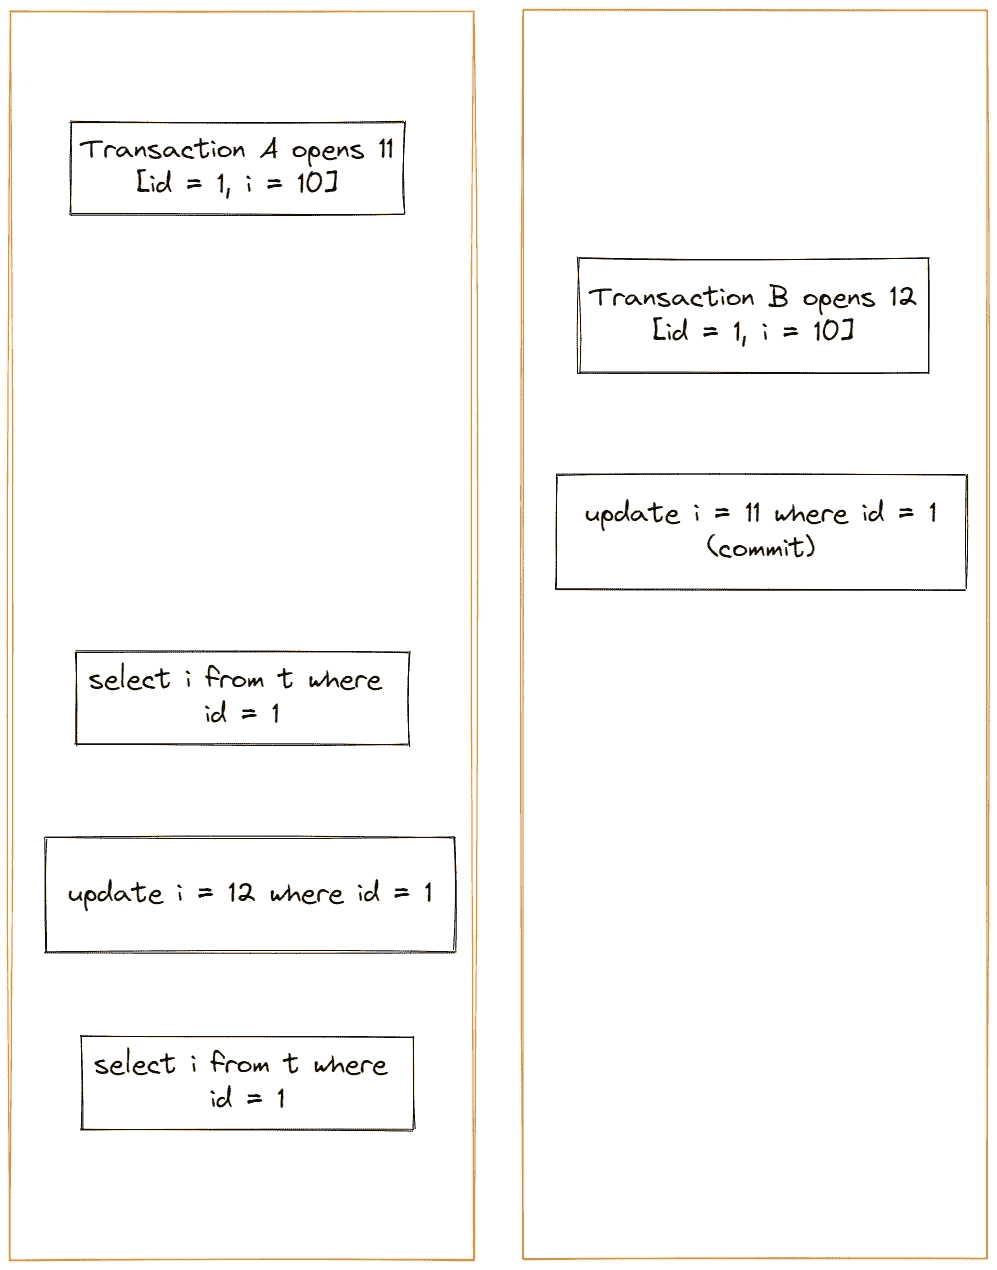 Transaction A opens 11
[id = 1, i = 10]
Transaction B opens 12
[id = 1, i = 10]
update i = 11 where id = 1
(commit)
select i from t where
id = 1
update i = 12 where id = 1
select i from t where
id = 1